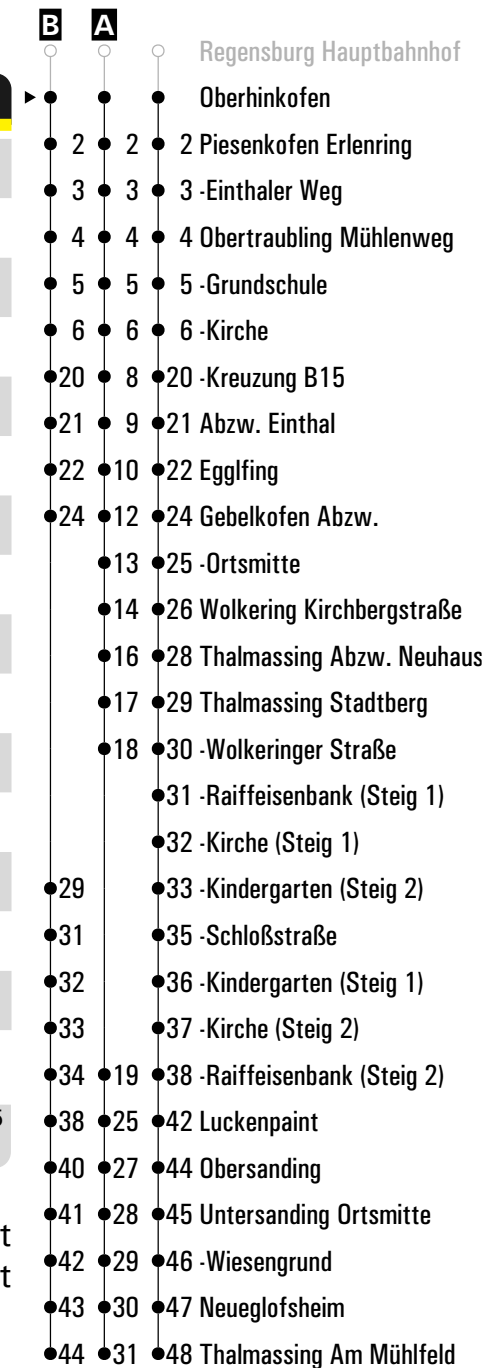 B A
Regensburg Hauptbahnhof
Oberhinkofen
2 2 2 Piesenkofen Erlenring
3 3 3 -Einthaler Weg
4 4 4 Obertraubling Mühlenweg
5 5 5 -Grundschule
6 6 6 -Kirche
20 8 20 -Kreuzung B15
21 9 21 Abzw. Einthal
22 10 22 Egglfing
24 12 24 Gebelkofen Abzw.
13 25 -Ortsmitte
14 26 Wolkering Kirchbergstraße
16 28 Thalmassing Abzw. Neuhaus
17 29 Thalmassing Stadtberg
18 30 -Wolkeringer Straße
31 -Raiffeisenbank (Steig 1)
32 -Kirche (Steig 1)
29 33 -Kindergarten (Steig 2)
31 35 -Schloßstraße
32 36 -Kindergarten (Steig 1)
33 37 -Kirche (Steig 2)
34 19 38 -Raiffeisenbank (Steig 2)
38 25 42 Luckenpaint
40 27 44 Obersanding
41 28 45 Untersanding Ortsmitte
t
42 29 46 -Wiesengrund
t
43 30 47 Neueglofsheim
44 31 48 Thalmassing Am Mühlfeld